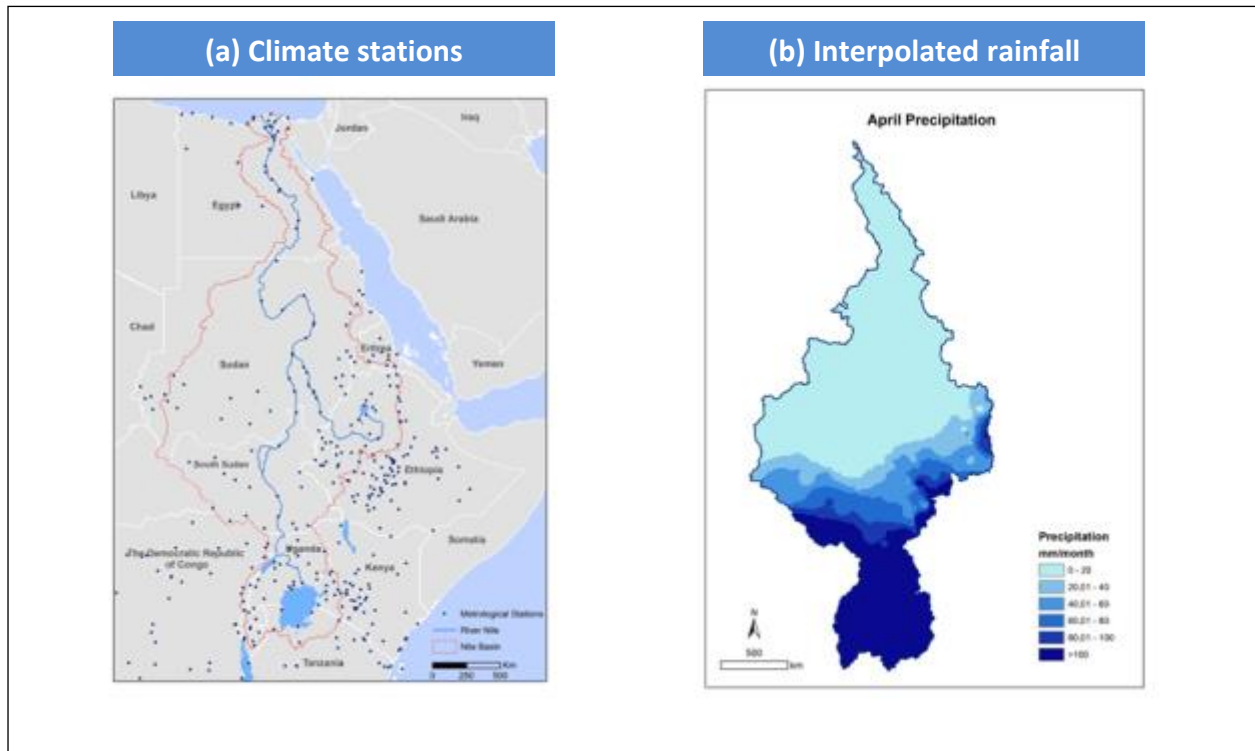 (a) Climate stations
(b) Interpolated rainfall
Jordan
Iraq
Libya
Egypt
Saudi Arabia
Chad
Sudan
Eritrea
Yemen
South Sudan
Ethiopia
Somalia
The Democratic Republic
of Congo
Uganda
Kenya
Tanzania
Metrological Stations
River Nile
Nile Basin
Km
0 250 500
April Precipitation
Precipitation
mm/month
0 - 20
20.01 - 40
40.01 - 60
60.01 - 80
80.01 - 100
>100
N
500
km